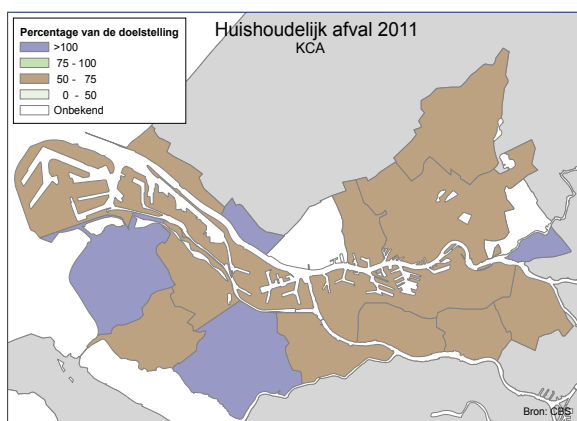 Huishoudelijk afval 2011
KCA
Percentage van de doelstelling
>100
75 - 100
50 - 75
0 - 50
Onbekend
Bron: CBS